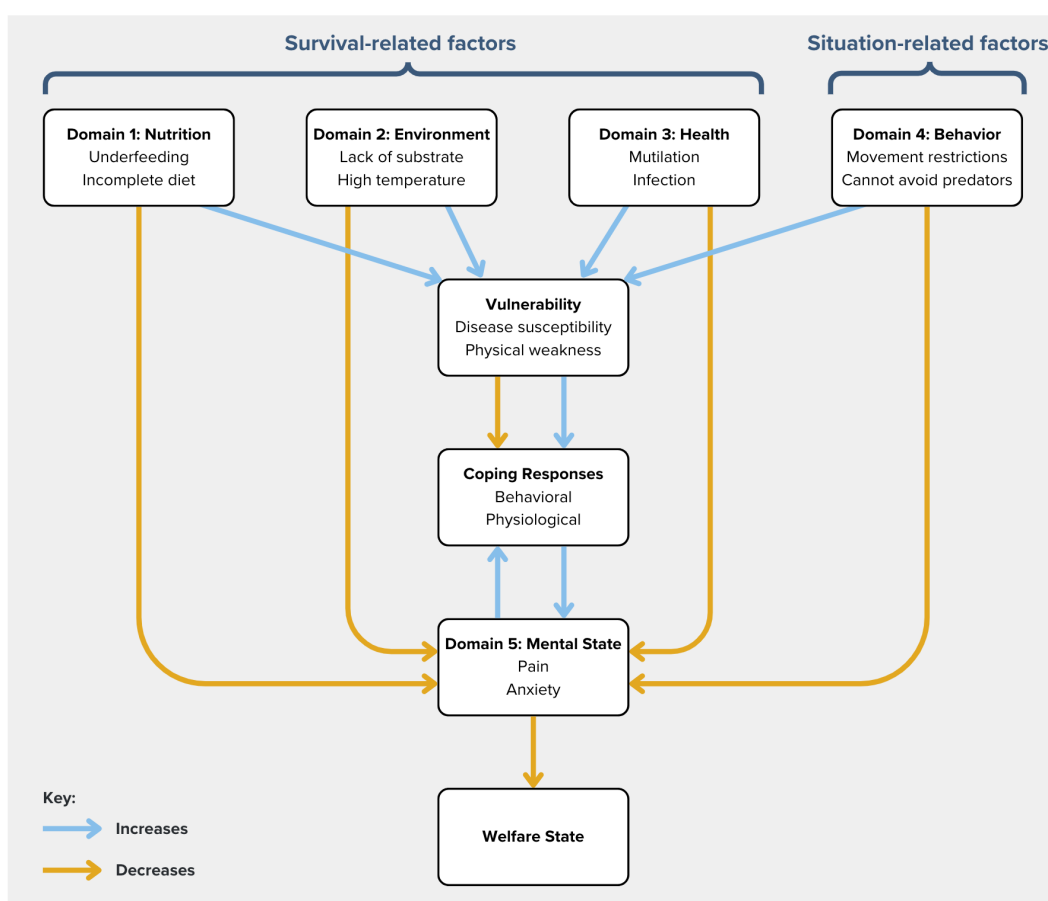 Survival-related factors
Situation-related factors
Domain 1: Nutrition
Underfeeding
Incomplete diet
Domain 2: Environment
Lack of substrate
High temperature
Domain 3: Health
Mutilation
Infection
Domain 4: Behavior
Movement restrictions
Cannot avoid predators
Vulnerability
Disease susceptibility
Physical weakness
Coping Responses
Behavioral
Physiological
Domain 5: Mental State
Pain
Anxiety
Welfare State
Key:
Increases
Decreases